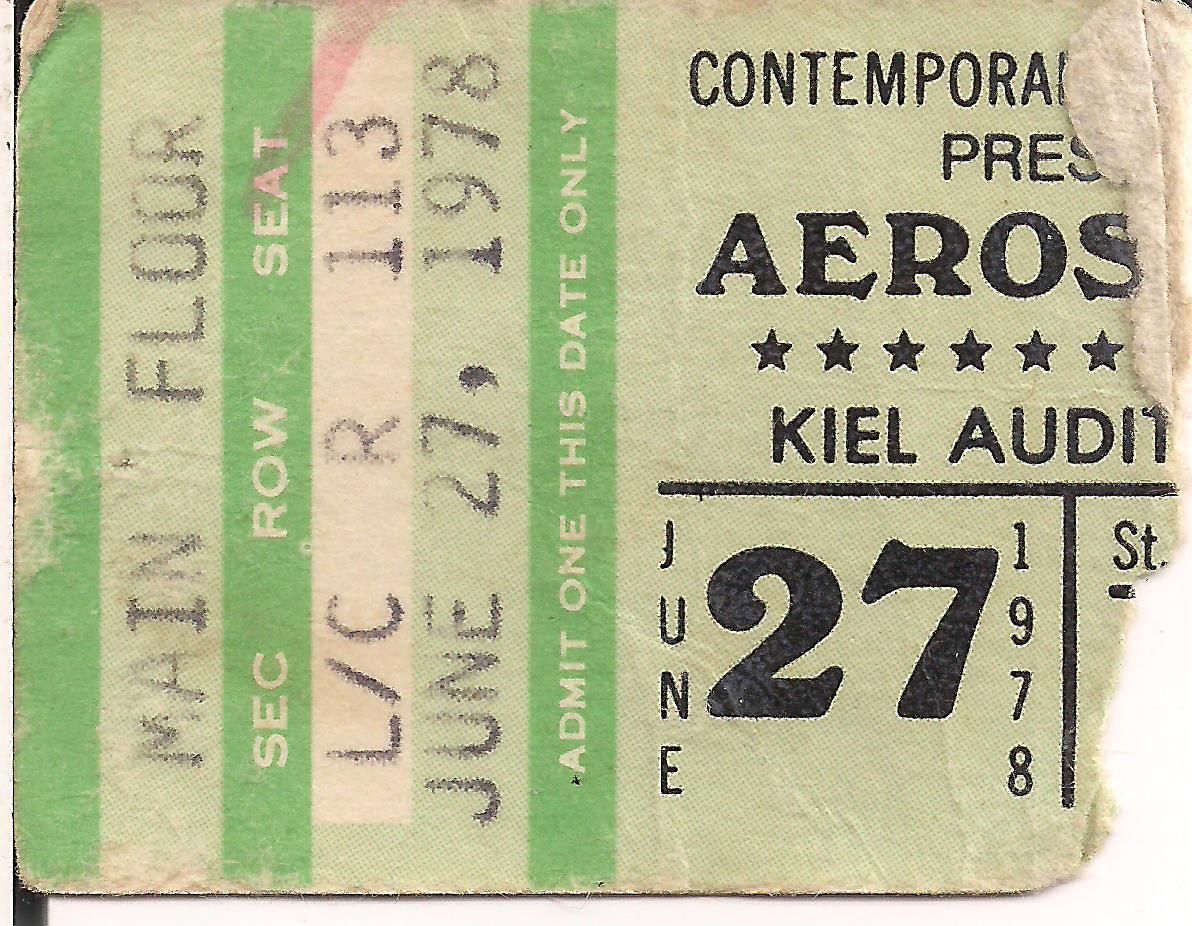 MAIN FLOOR
SEC ROW SEAT
L/C R 113
JUNE 27, 1978
ADMIT ONE THIS DATE ONLY
CONTEMPORA
PRES
AEROS
★★★★★★
KIEL AUDIT
JUNE 27 1978
St.